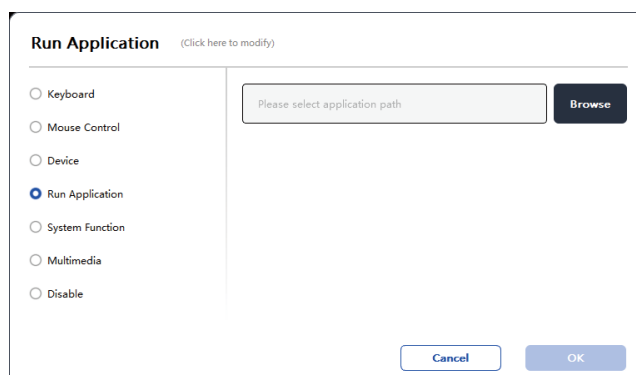 Run Application (Click here to modify)
Keyboard
Mouse Control
Device
Run Application
System Function
Multimedia
Disable
Please select application path
Browse
Cancel
OK